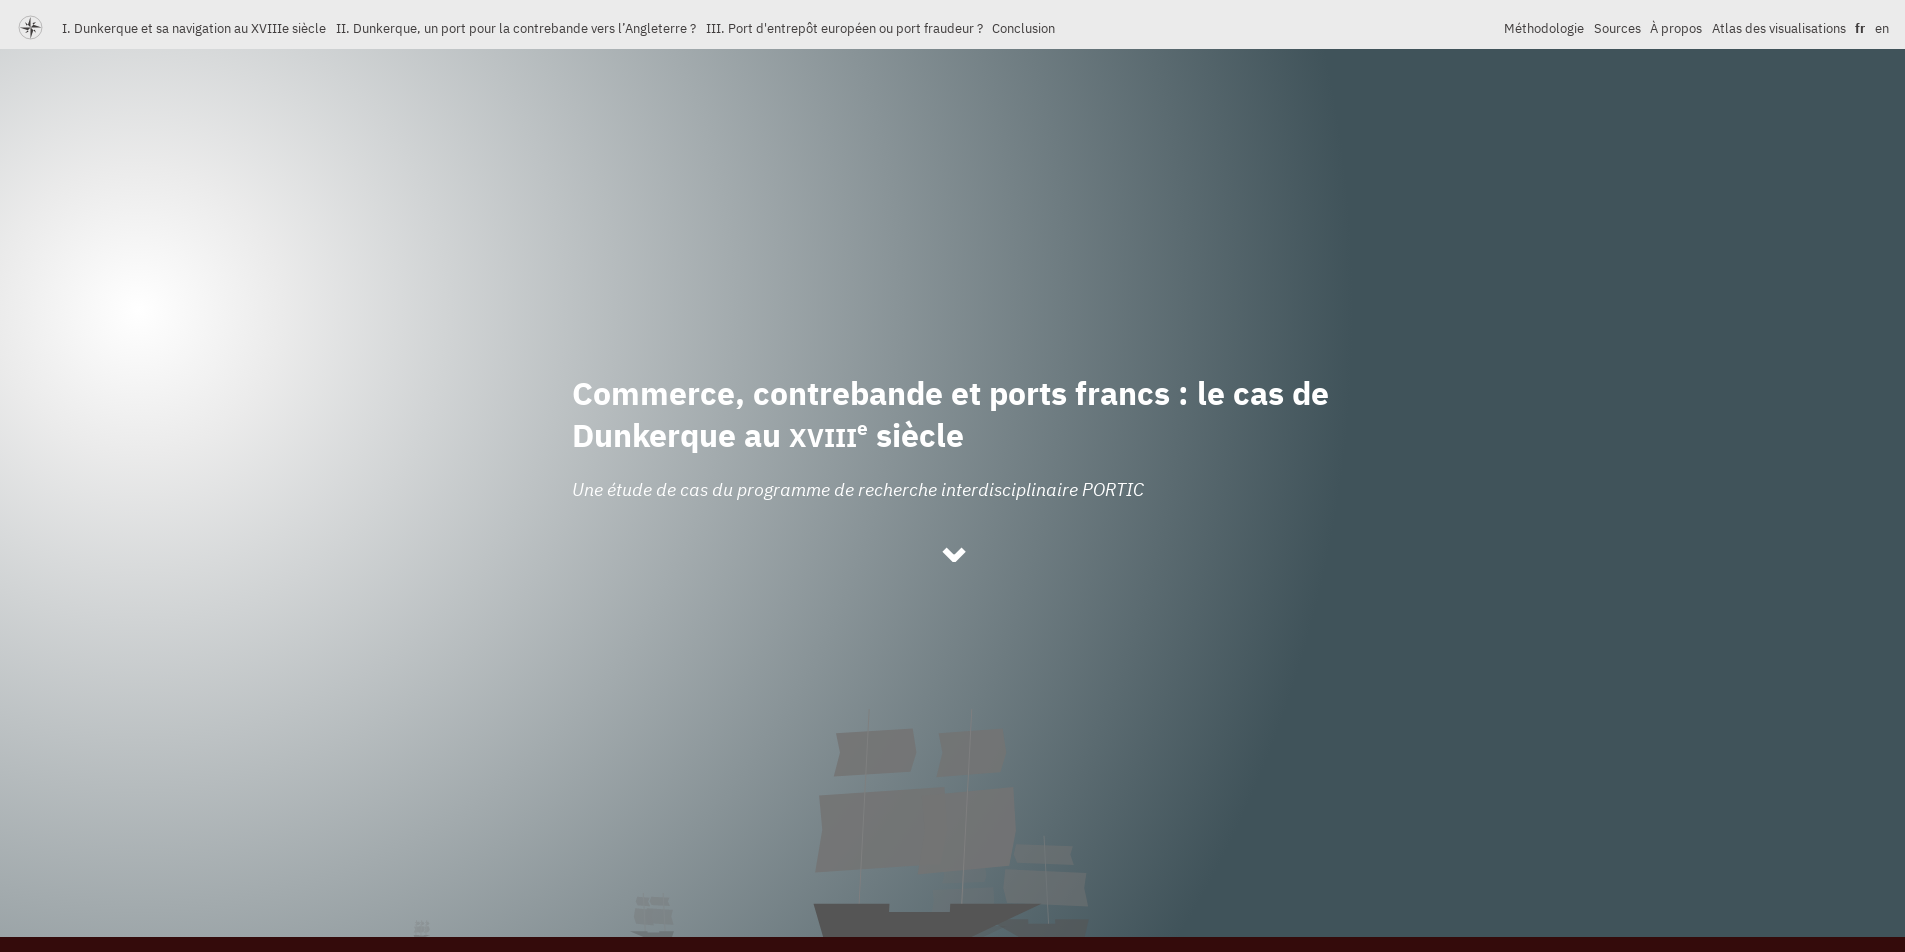 I. Dunkerque et sa navigation au XVIIIe siècle II. Dunkerque, un port pour la contrebande vers l’Angleterre ? III. Port d'entrepôt européen ou port fraudeur ? Conclusion Méthodologie Sources À propos Atlas des visualisations fr en
Commerce, contrebande et ports francs : le cas de
Dunkerque au XVIIIe siècle
Une étude de cas du programme de recherche interdisciplinaire PORTIC